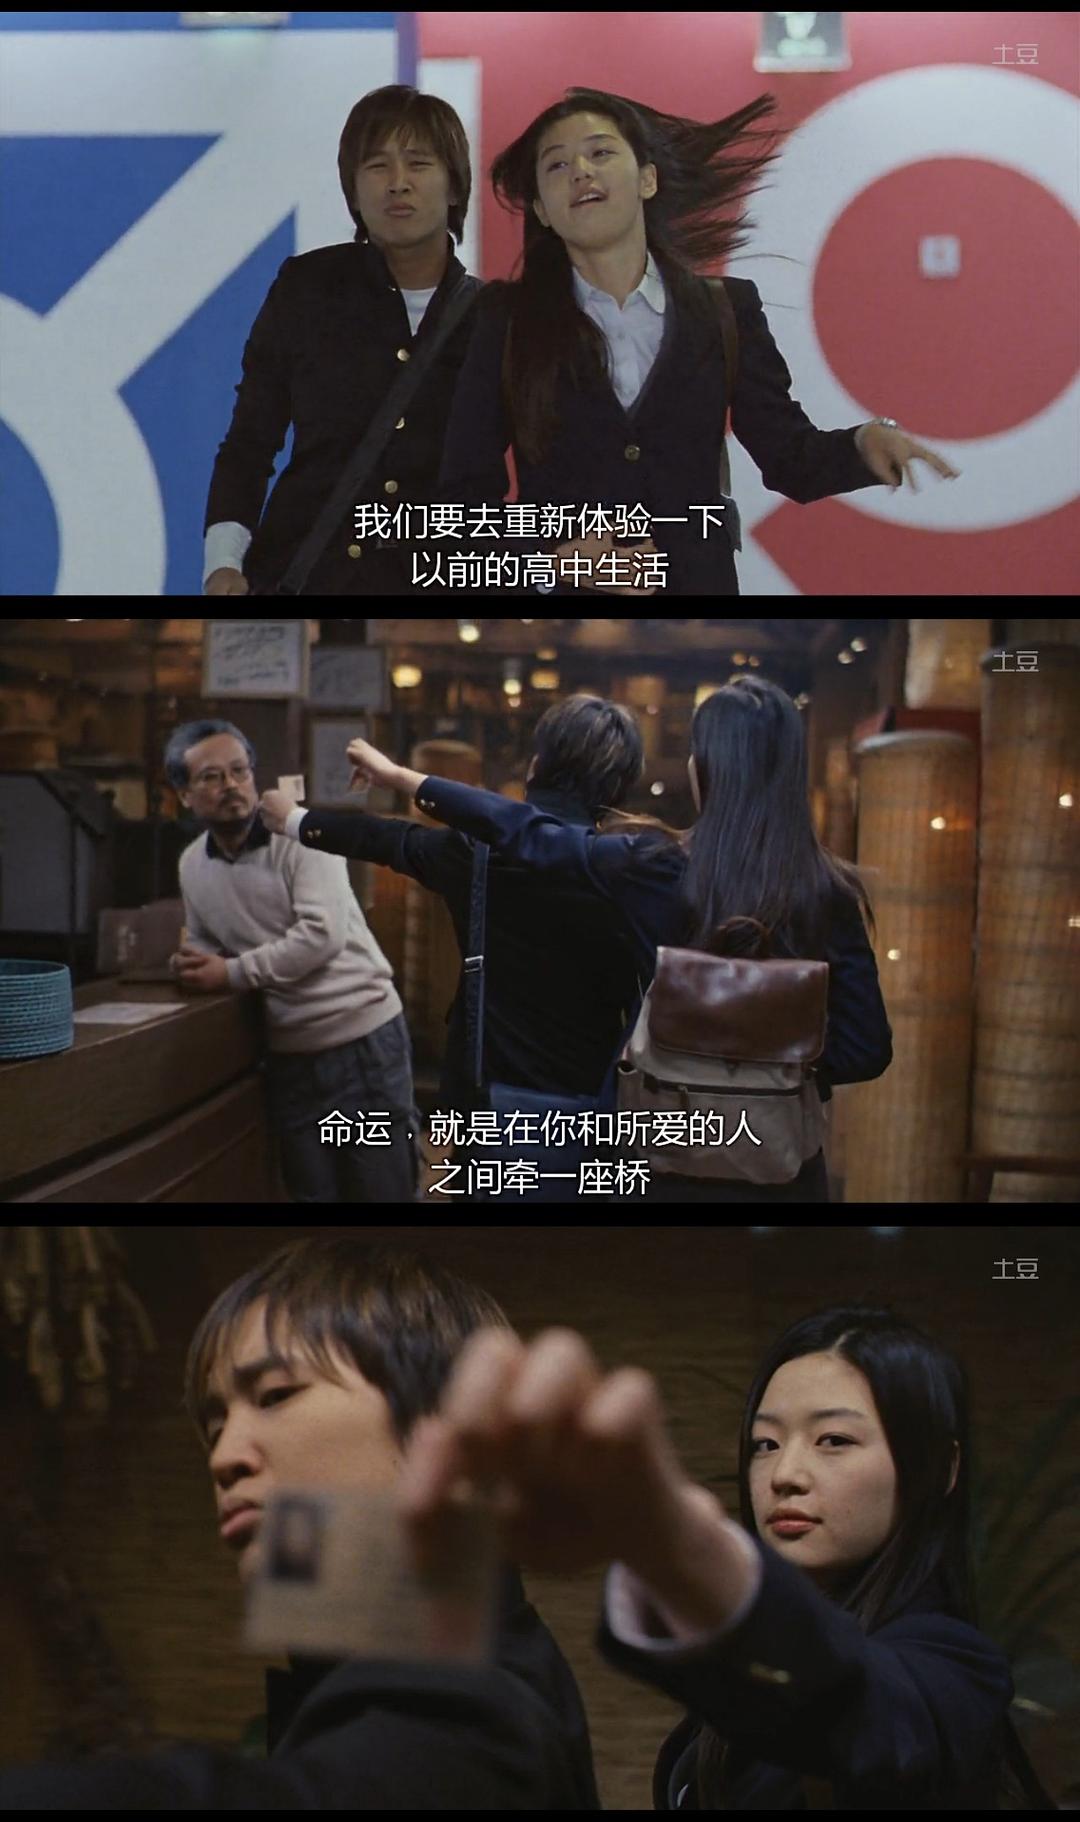 土豆
我们要去重新体验一下
以前的高中生活
土豆
命运，就是在你和所爱的人
之间牵一座桥
土豆